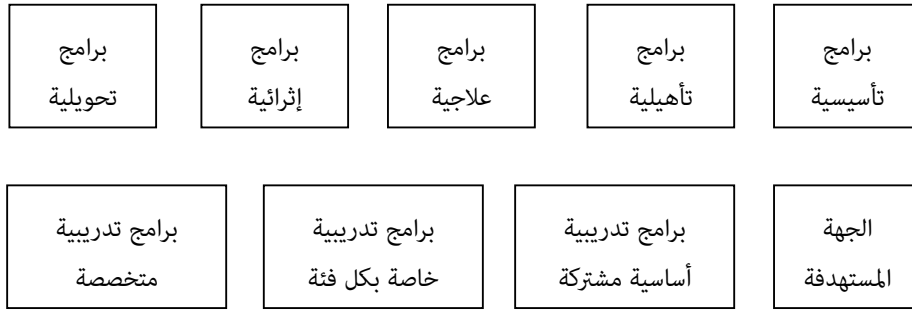 برامج
تأسيسية
برامج
تأهيلية
برامج
علاجية
برامج
إثرائية
برامج
تحويلية
الجهة
المستهدفة
برامج تدريبية
أساسية مشتركة
برامج تدريبية
خاصة بكل فئة
برامج تدريبية
متخصصة